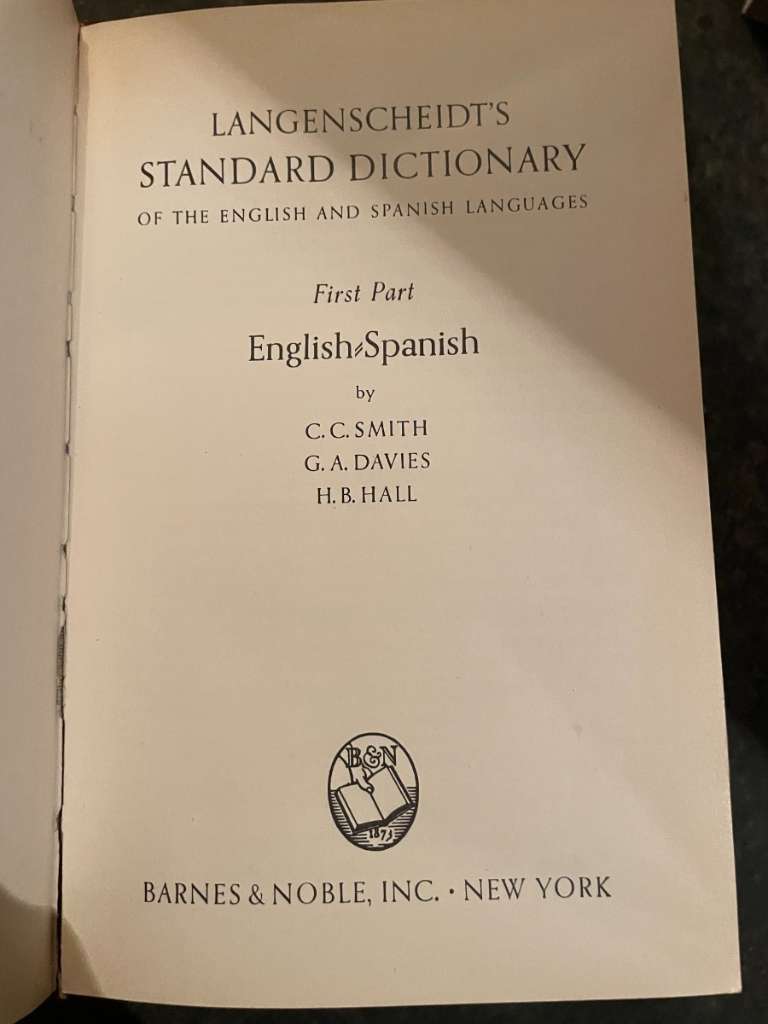 LANGENSCHEIDT'S
STANDARD DICTIONARY
OF THE ENGLISH AND SPANISH LANGUAGES
First Part
English-Spanish
by
C. C. SMITH
G. A. DAVIES
H. B. HALL
B&N
1873
BARNES & NOBLE, INC. · NEW YORK